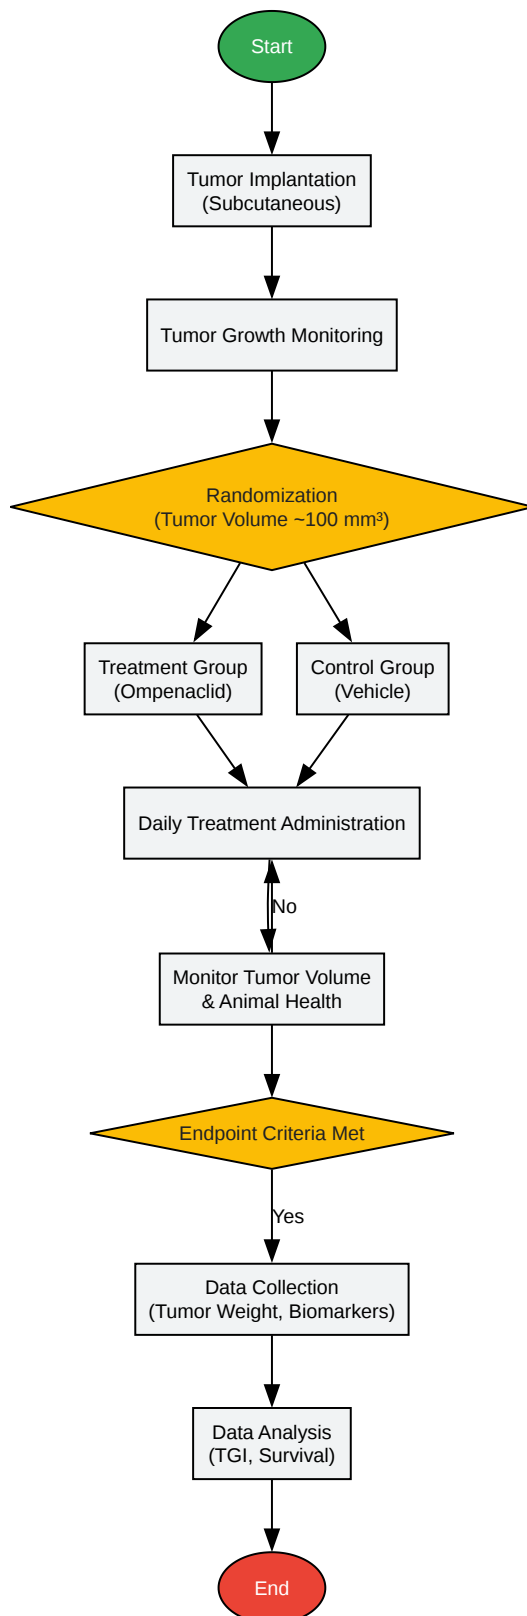 Start
Tumor Implantation
(Subcutaneous)
Tumor Growth Monitoring
Randomization
(Tumor Volume ~100 mm³)
Treatment Group
(Ompenaclid)
Control Group
(Vehicle)
Daily Treatment Administration
No
Monitor Tumor Volume
& Animal Health
Endpoint Criteria Met
Yes
Data Collection
(Tumor Weight, Biomarkers)
Data Analysis
(TGI, Survival)
End